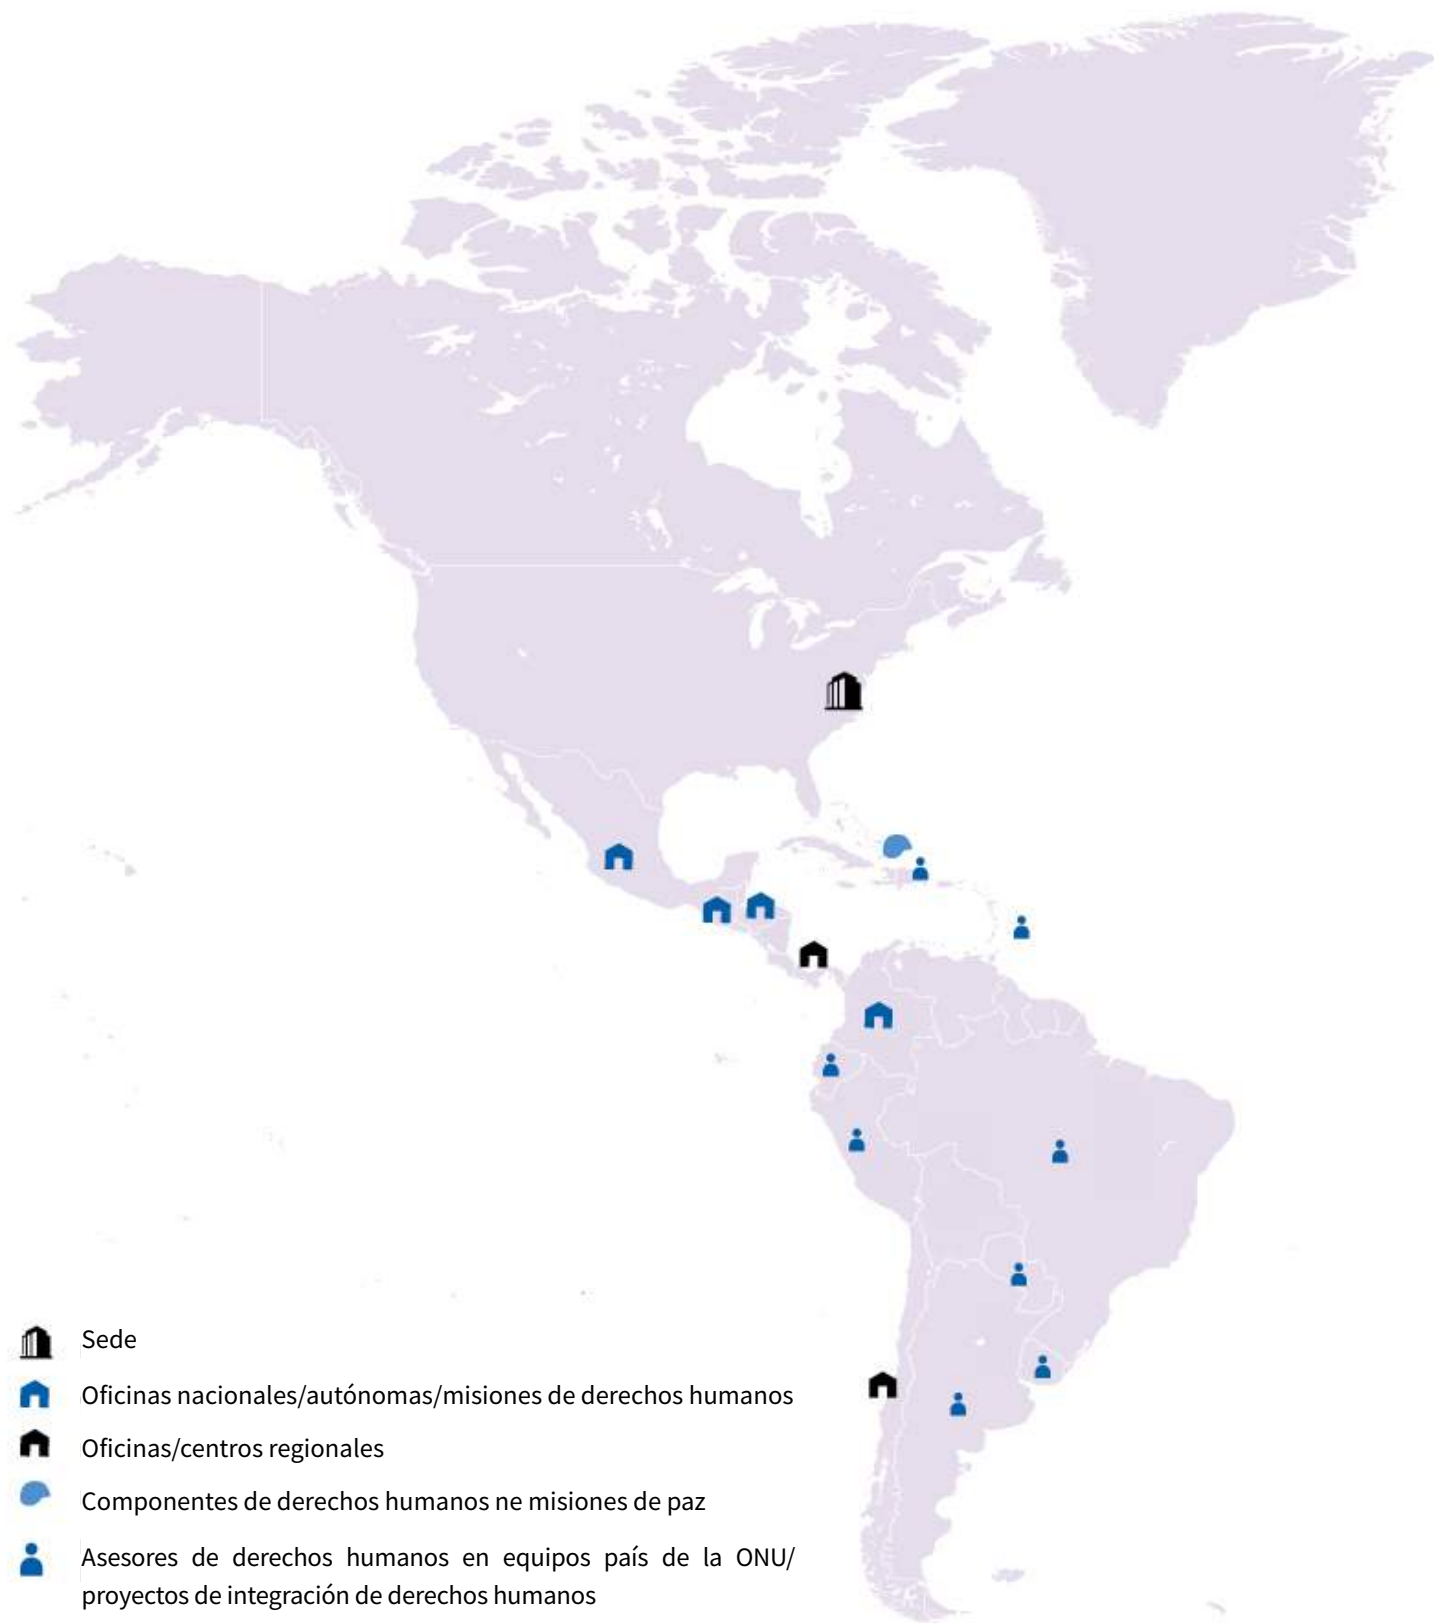 Sede
Oficinas nacionales/autónomas/misiones de derechos humanos
Oficinas/centros regionales
Componentes de derechos humanos ne misiones de paz
Asesores de derechos humanos en equipos país de la ONU/
proyectos de integración de derechos humanos